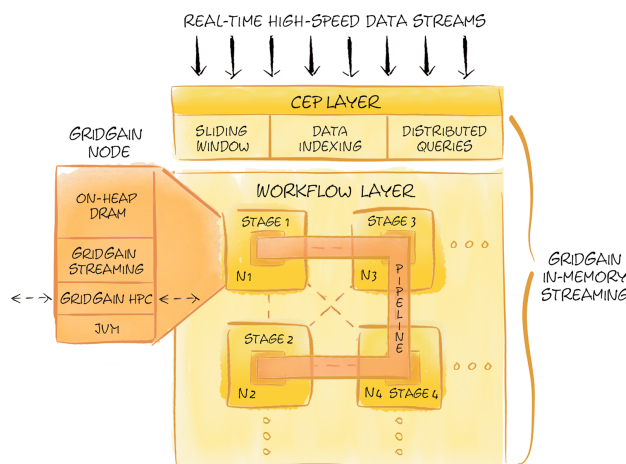 REAL-TIME HIGH-SPEED DATA STREAMS
CEP LAYER
SLIDING
WINDOW
DATA
INDEXING
DISTRIBUTED
QUERIES
GRIDGAIN
NODE
ON-HEAP
DRAM
GRIDGAIN
STREAMING
GRIDGAIN HPC
JVM
WORKFLOW LAYER
STAGE 1
N1
STAGE 3
N3
PIPELINE
STAGE 2
N2
N4 STAGE 4
GRIDGAIN
IN-MEMORY
STREAMING